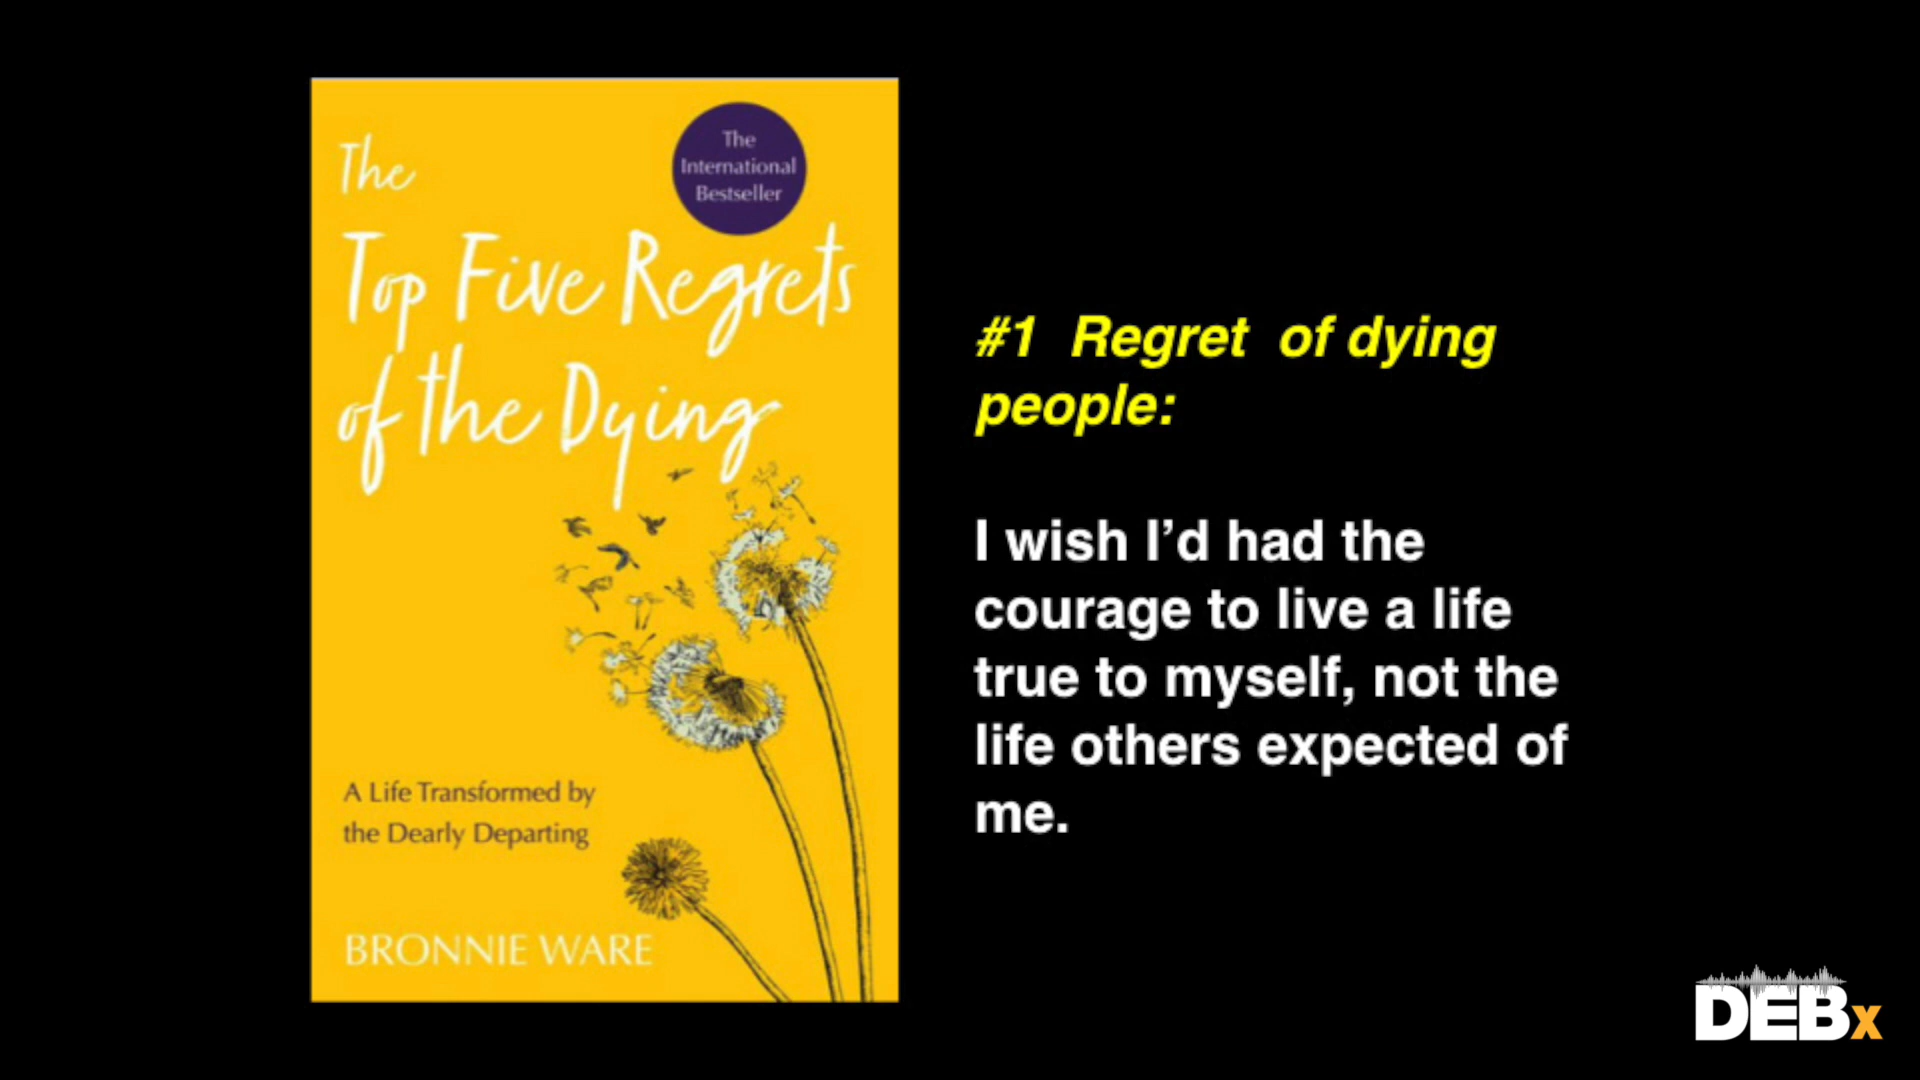 The
Top Five Regrets
of the Dying
The
International
Bestseller
A Life Transformed by
the Dearly Departing
BRONNIE WARE
#1 Regret of dying
people:
I wish I’d had the
courage to live a life
true to myself, not the
life others expected of
me.
DEBx